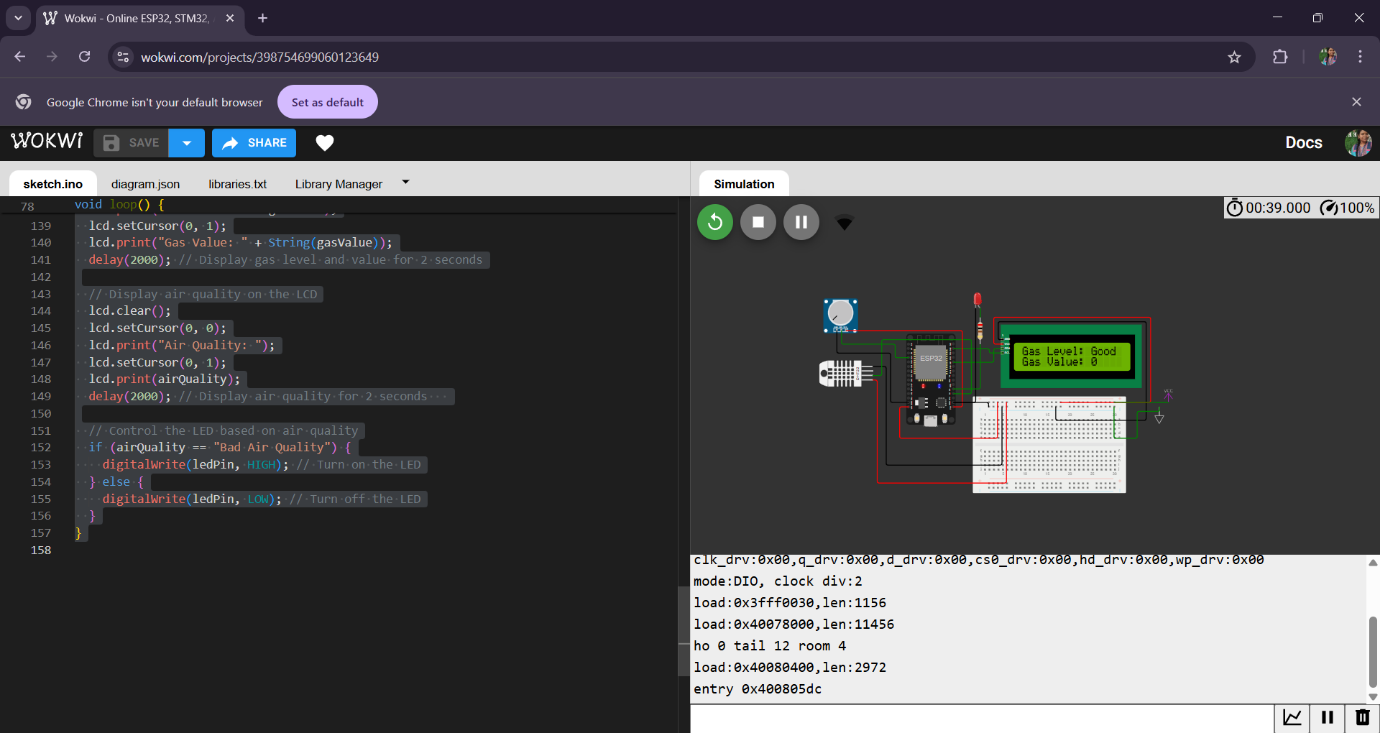 Wokwi - Online ESP32, STM32,
wokwi.com/projects/398754699060123649
Google Chrome isn't your default browser
Set as default
WOKWi
SAVE
SHARE
Docs
sketch.ino
diagram.json
libraries.txt
Library Manager
Simulation
78 void loop() {
139 lcd.setCursor(0, 1);
140 lcd.print("Gas Value: " + String(gasValue));
141 delay(2000); // Display gas level and value for 2 seconds
142
143 // Display air quality on the LCD
144 lcd.clear();
145 lcd.setCursor(0, 0);
146 lcd.print("Air Quality: ");
147 lcd.setCursor(0, 1);
148 lcd.print(airQuality);
149 delay(2000); // Display air quality for 2 seconds
150
151 // Control the LED based on air quality
152 if (airQuality == "Bad Air Quality") {
153 digitalWrite(ledPin, HIGH); // Turn on the LED
154 } else {
155 digitalWrite(ledPin, LOW); // Turn off the LED
156 }
157 }
158
00:39.000
100%
ESP32
Gas Level: Good
Gas Value: 0
clk_drv:0x00,q_drv:0x00,d_drv:0x00,cs0_drv:0x00,hd_drv:0x00,wp_drv:0x00
mode:DIO, clock div:2
load:0x3fff0030,len:1156
load:0x40078000,len:11456
ho 0 tail 12 room 4
load:0x40080400,len:2972
entry 0x400805dc